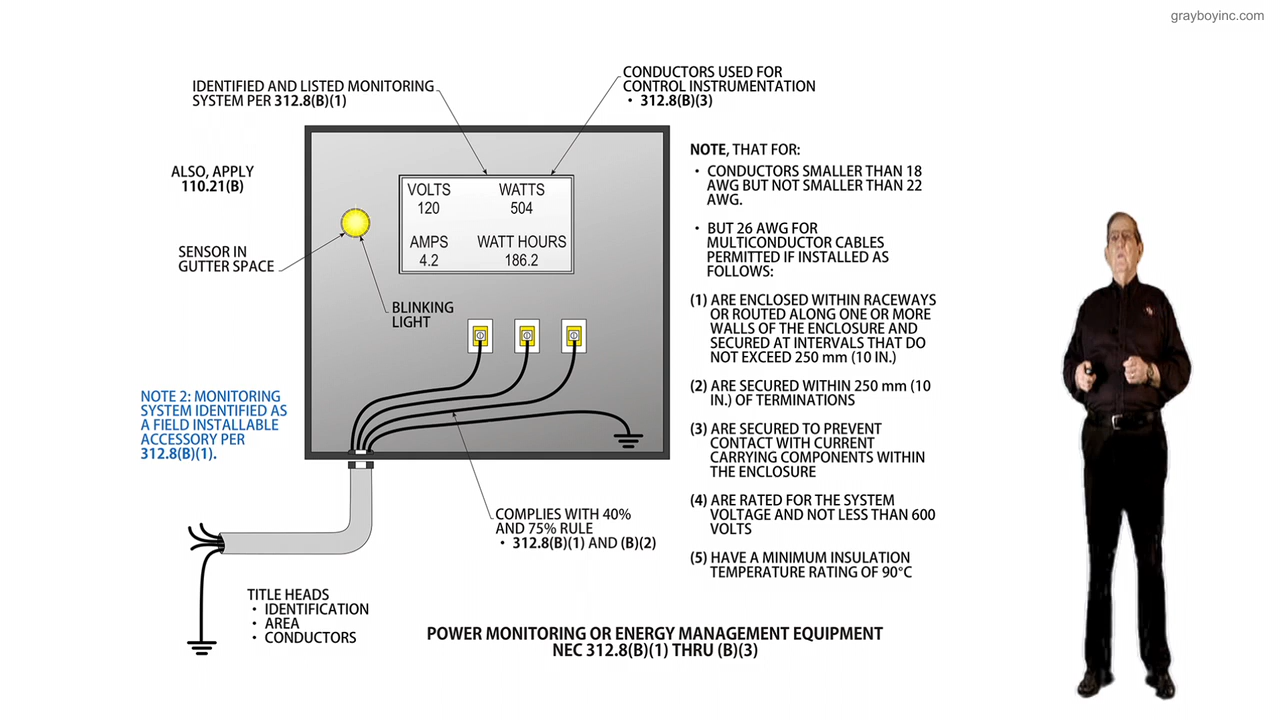 grayboyinc.com
IDENTIFIED AND LISTED MONITORING
SYSTEM PER 312.8(B)(1)
CONDUCTORS USED FOR
CONTROL INSTRUMENTATION
• 312.8(B)(3)
ALSO, APPLY
110.21(B)
VOLTS
120
WATTS
504
AMPS
4.2
WATT HOURS
186.2
SENSOR IN
GUTTER SPACE
BLINKING
LIGHT
NOTE 2: MONITORING
SYSTEM IDENTIFIED AS
A FIELD INSTALLABLE
ACCESSORY PER
312.8(B)(1).
COMPLIES WITH 40%
AND 75% RULE
• 312.8(B)(1) AND (B)(2)
TITLE HEADS
• IDENTIFICATION
• AREA
• CONDUCTORS
NOTE, THAT FOR:
• CONDUCTORS SMALLER THAN 18
AWG BUT NOT SMALLER THAN 22
AWG.
• BUT 26 AWG FOR
MULTICONDUCTOR CABLES
PERMITTED IF INSTALLED AS
FOLLOWS:
(1) ARE ENCLOSED WITHIN RACEWAYS
OR ROUTED ALONG ONE OR MORE
WALLS OF THE ENCLOSURE AND
SECURED AT INTERVALS THAT DO
NOT EXCEED 250 mm (10 IN.)
(2) ARE SECURED WITHIN 250 mm (10
IN.) OF TERMINATIONS
(3) ARE SECURED TO PREVENT
CONTACT WITH CURRENT
CARRYING COMPONENTS WITHIN
THE ENCLOSURE
(4) ARE RATED FOR THE SYSTEM
VOLTAGE AND NOT LESS THAN 600
VOLTS
(5) HAVE A MINIMUM INSULATION
TEMPERATURE RATING OF 90°C
POWER MONITORING OR ENERGY MANAGEMENT EQUIPMENT
NEC 312.8(B)(1) THRU (B)(3)